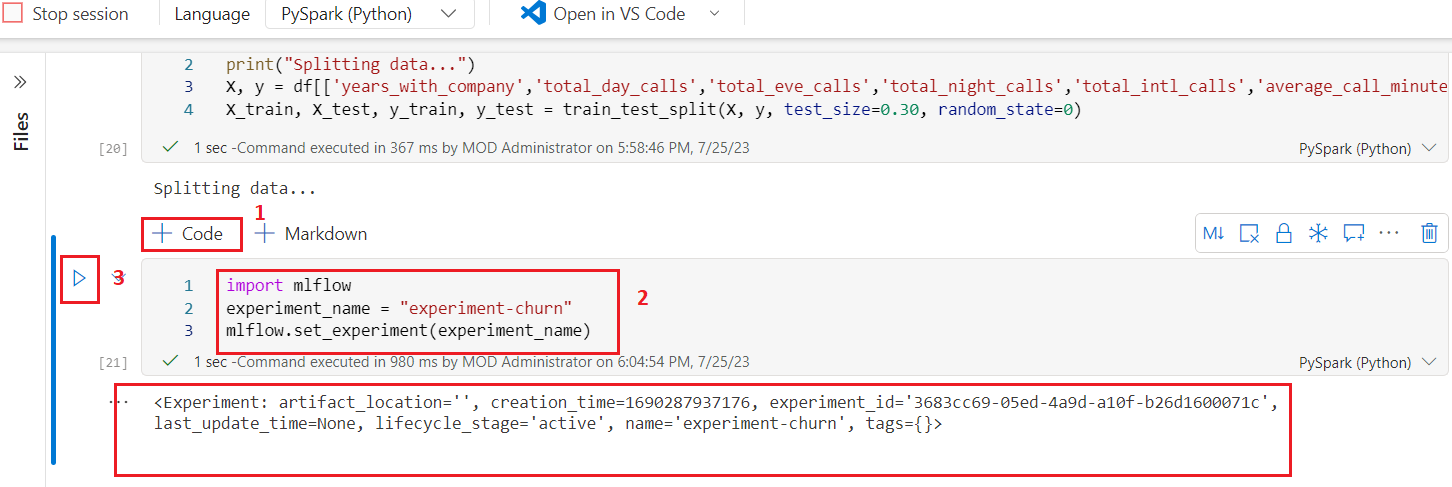 Stop session Language PySpark (Python) Open in VS Code
Files
2 print("Splitting data...")
3 X, y = df[['years_with_company','total_day_calls','total_eve_calls','total_night_calls','total_intl_calls','average_call_minute
4 X_train, X_test, y_train, y_test = train_test_split(X, y, test_size=0.30, random_state=0)
[20] 1 sec -Command executed in 367 ms by MOD Administrator on 5:58:46 PM, 7/25/23 PySpark (Python)
Splitting data...
1
+ Code + Markdown M↓ ...
3
1 import mlflow
2 experiment_name = "experiment-churn"
3 mlflow.set_experiment(experiment_name)
2
[21] 1 sec -Command executed in 980 ms by MOD Administrator on 6:04:54 PM, 7/25/23 PySpark (Python)
... <Experiment: artifact_location='', creation_time=1690287937176, experiment_id='3683cc69-05ed-4a9d-a10f-b26d1600071c',
last_update_time=None, lifecycle_stage='active', name='experiment-churn', tags={}>